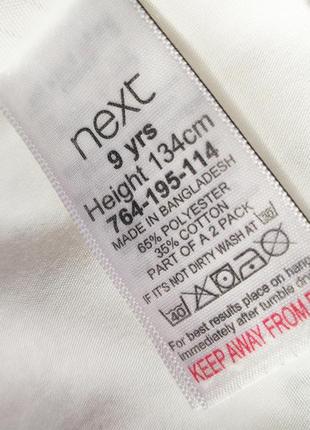 next
9 yrs
Height 134cm
764-195-114
MADE IN BANGLADESH
65% POLYESTER
35% COTTON
PART OF A 2 PACK
IF IT'S NOT DIRTY WASH AT 30
40
For best results place on
immediately after tumble
KEEP AWAY FROM